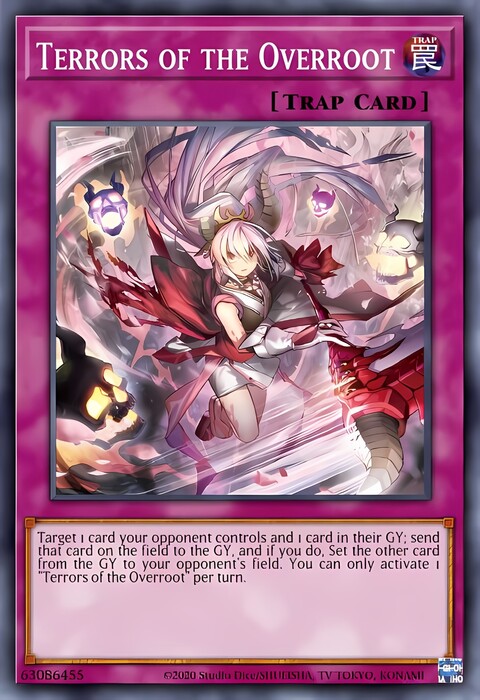 TERRORS OF THE OVERROOT
TRAP
罠
[TRAP CARD]
Target 1 card your opponent controls and 1 card in their GY; send
that card on the field to the GY, and if you do, Set the other card
from the GY to your opponent's field. You can only activate 1
"Terrors of the Overroot" per turn.
63086455
©2020 Studio Dice/SHUEISHA, TV TOKYO, KONAMI